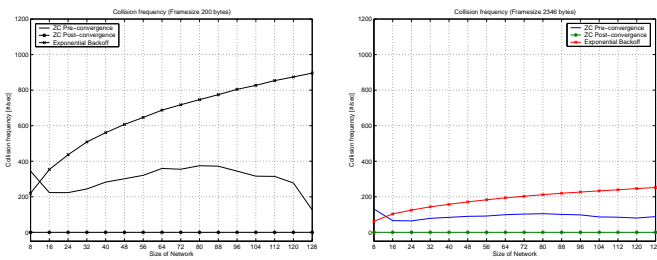 Collision frequency (Framesize 200 bytes)
1200
1000
800
600
400
200
0
Collision frequency [#/sec]
ZC Pre-convergence
ZC Post-convergence
Exponential Backoff
8 16 24 32 40 48 56 64 72 80 88 96 104 112 120 128
Size of Network
Collision frequency (Framesize 2346 bytes)
1200
1000
800
600
400
200
0
Collision frequency [#/sec]
ZC Pre-convergence
ZC Post-convergence
Exponential Backoff
8 16 24 32 40 48 56 64 72 80 88 96 104 112 120
Size of Network